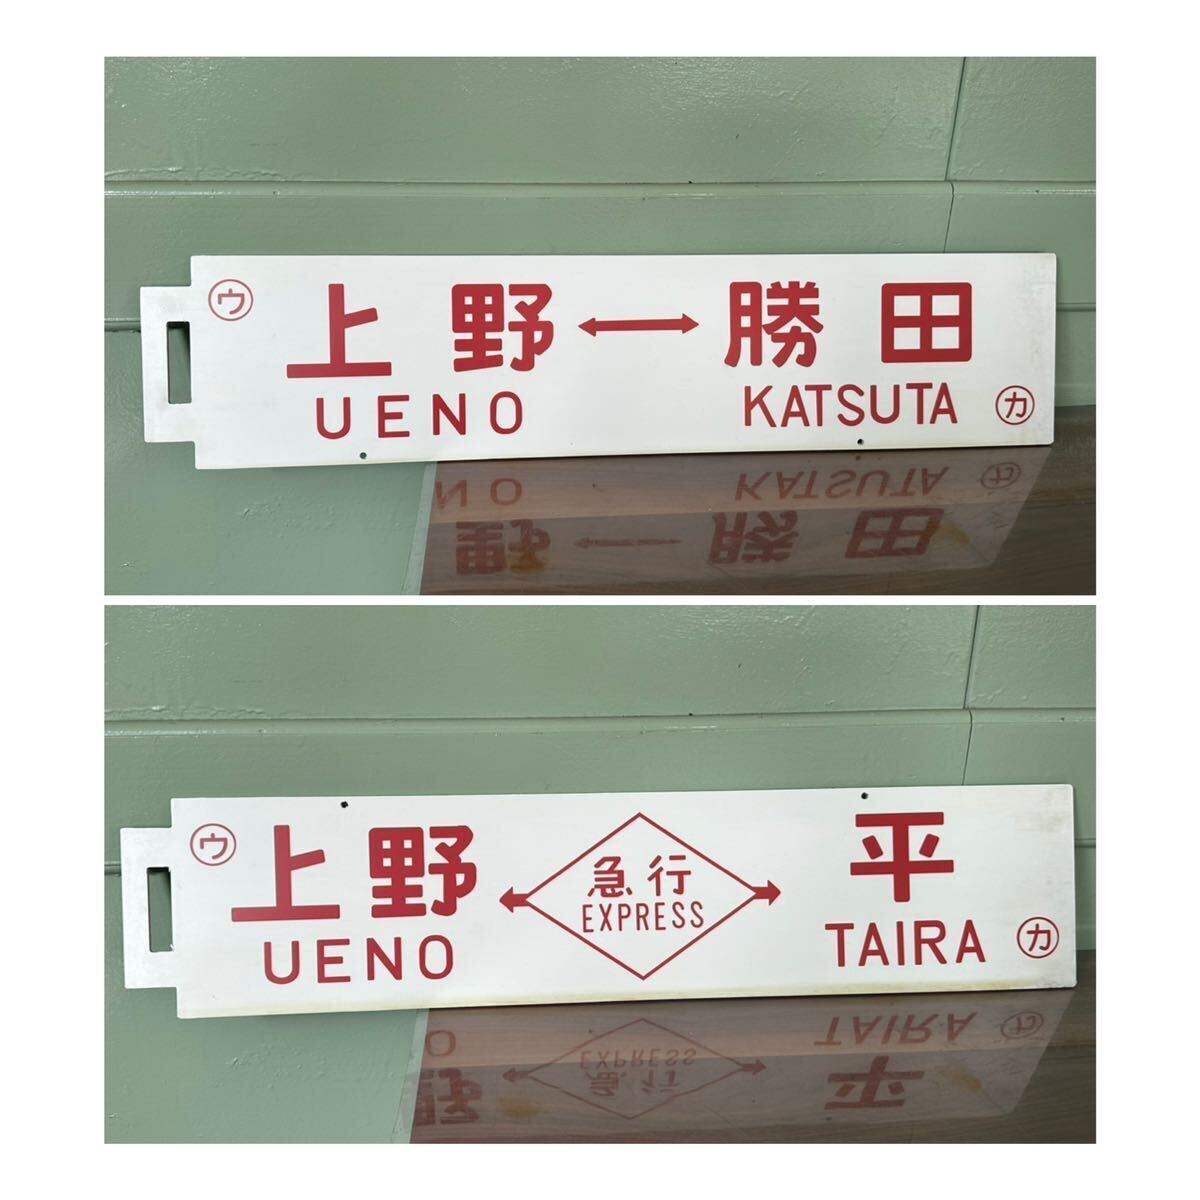 ウ
上野 ↔ 勝田
UENO KATSUTA
カ
ウ
上野 急行 平
UENO EXPRESS TAIRA
カ